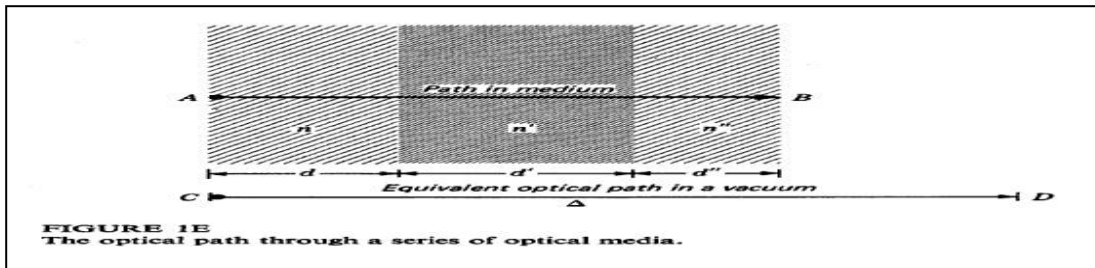 Path in medium
A B
n n' n"
d d' d"
Equivalent optical path in a vacuum
C D
Δ
FIGURE 1E
The optical path through a series of optical media.